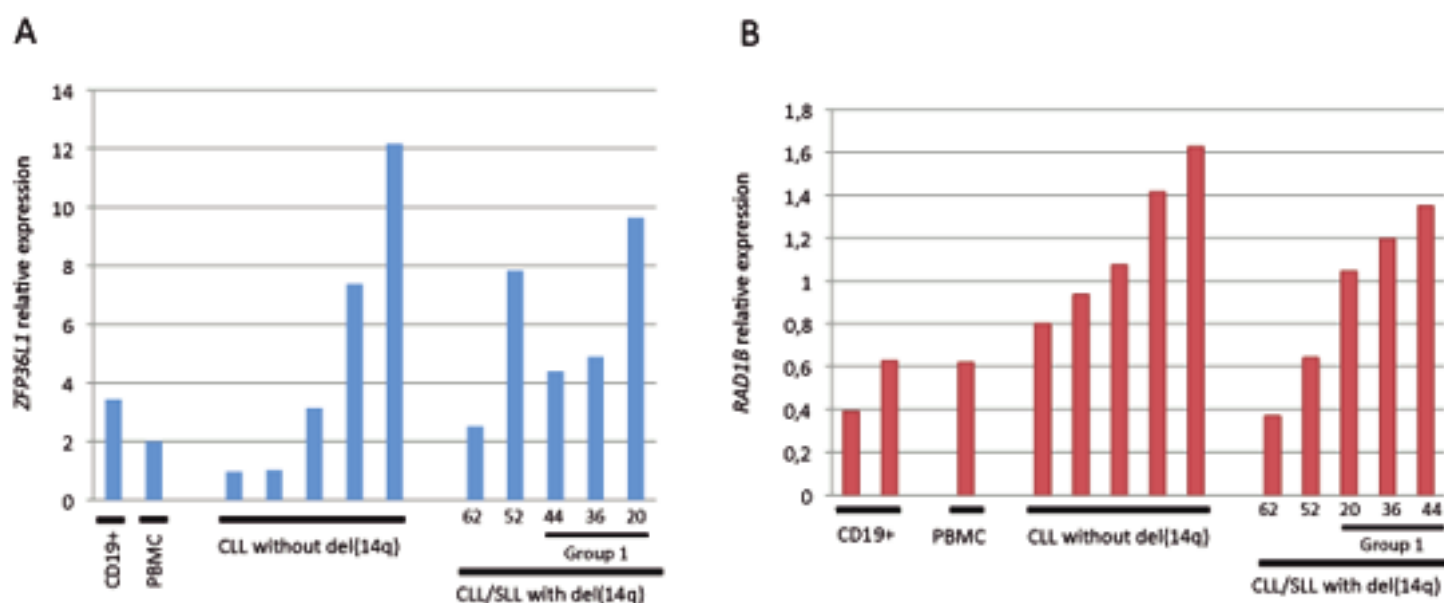 A
ZFP36L1 relative expression
14
12
10
8
6
4
2
0
CD19+
PBMC
CLL without del(14q)
62 52 44 36 20
Group 1
CLL/SLL with del(14q)
B
RAD1B relative expression
1,8
1,6
1,4
1,2
1
0,8
0,6
0,4
0,2
0
CD19+
PBMC
CLL without del(14q)
62 52 20 36 44
Group 1
CLL/SLL with del(14q)